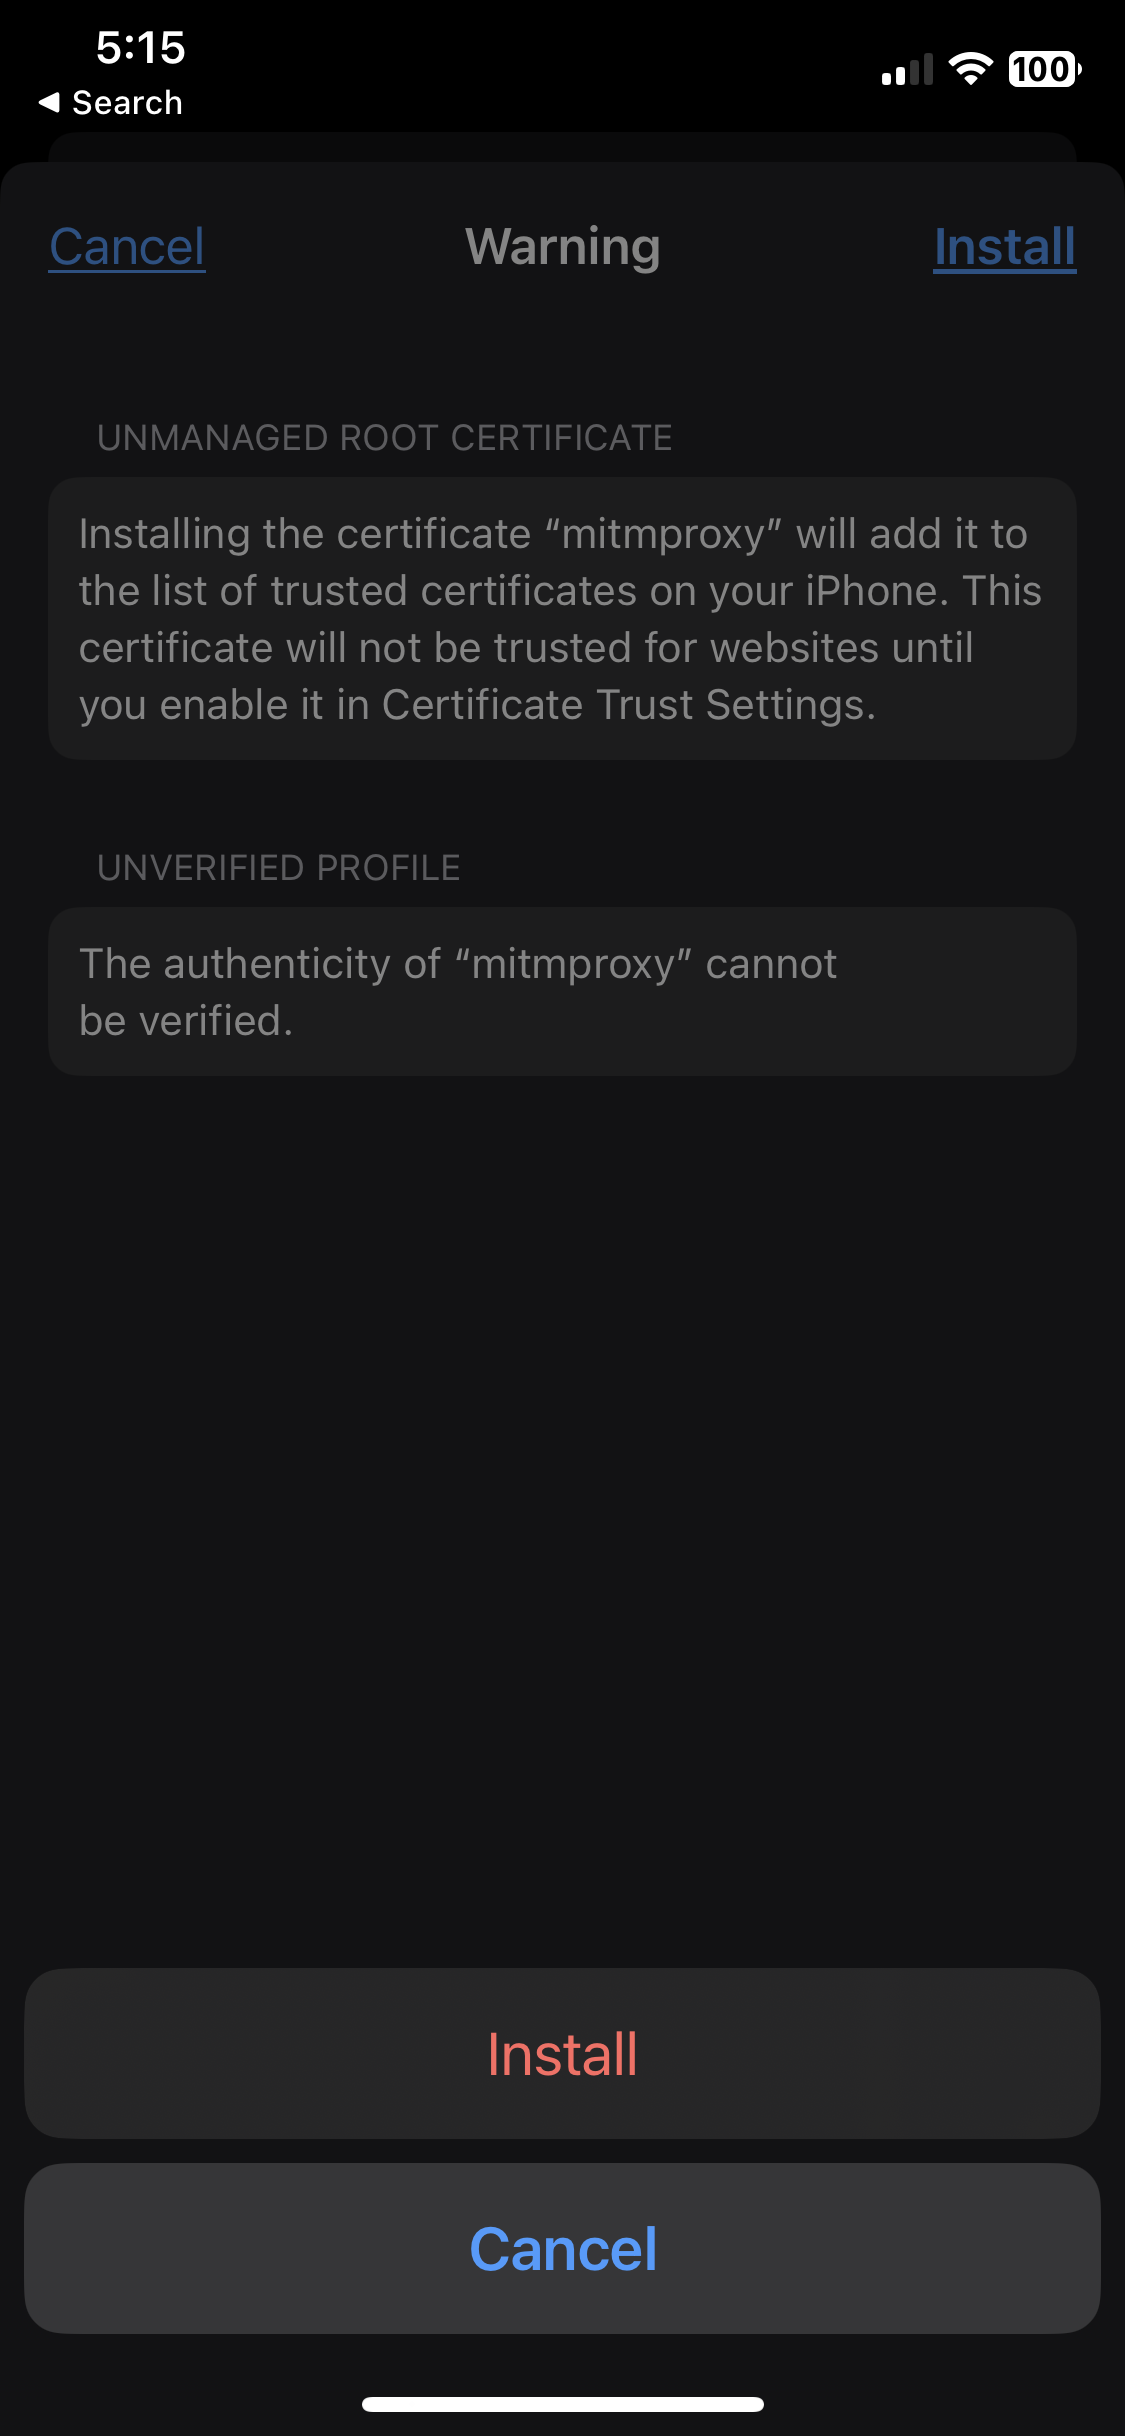 5:15
100
◀ Search
Cancel
Warning
Install
UNMANAGED ROOT CERTIFICATE
Installing the certificate “mitmproxy” will add it to
the list of trusted certificates on your iPhone. This
certificate will not be trusted for websites until
you enable it in Certificate Trust Settings.
UNVERIFIED PROFILE
The authenticity of “mitmproxy” cannot
be verified.
Install
Cancel